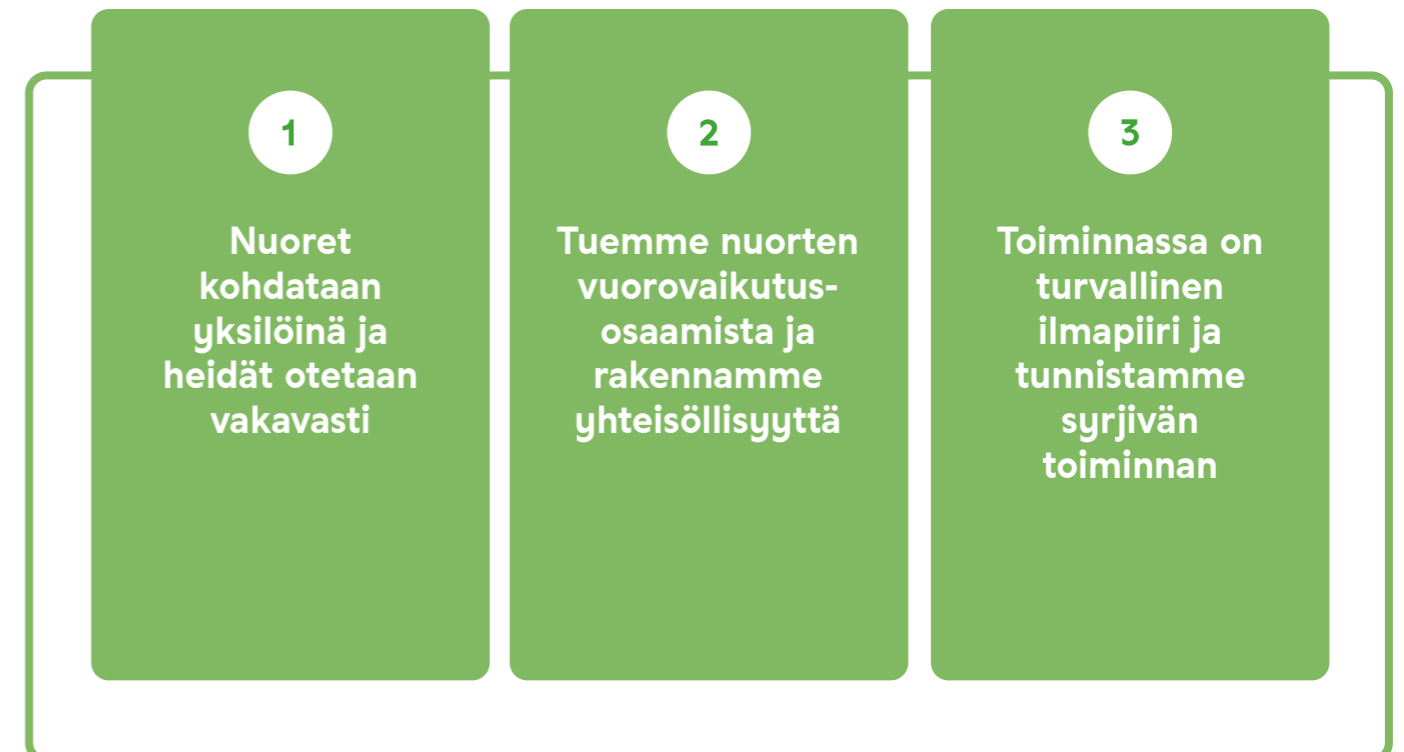 1
Nuoret
kohdataan
yksilöinä ja
heidät otetaan
vakavasti
2
Tuemme nuorten
vuorovaikutus-
osaamista ja
rakennamme
yhteisöllisyyttä
3
Toiminnassa on
turvallinen
ilmapiiri ja
tunnistamme
syrjivän
toiminnan